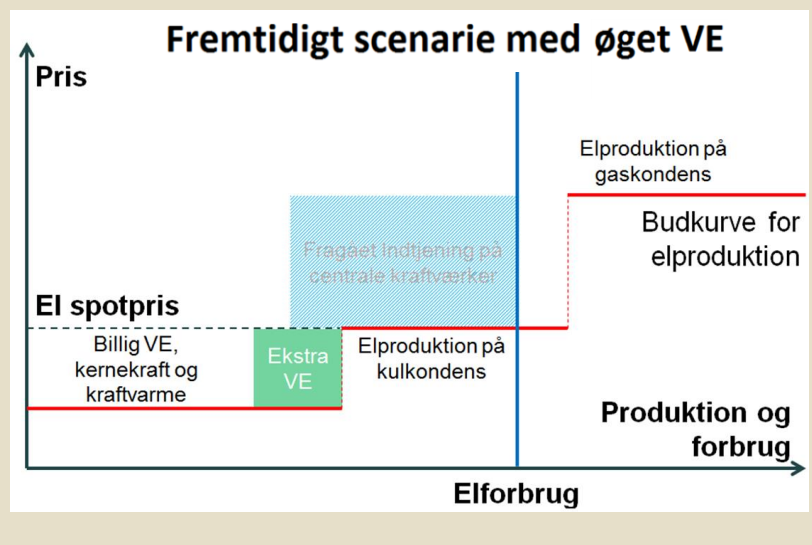 Fremtidigt scenarie med øget VE
Pris
Elproduktion på
gaskondens
Budkurve for
elproduktion
Fragået Indtjening på
centrale kraftværker
El spotpris
Billig VE,
kernekraft og
kraftvarme
Ekstra
VE
Elproduktion på
kulkondens
Produktion og
forbrug
Elforbrug